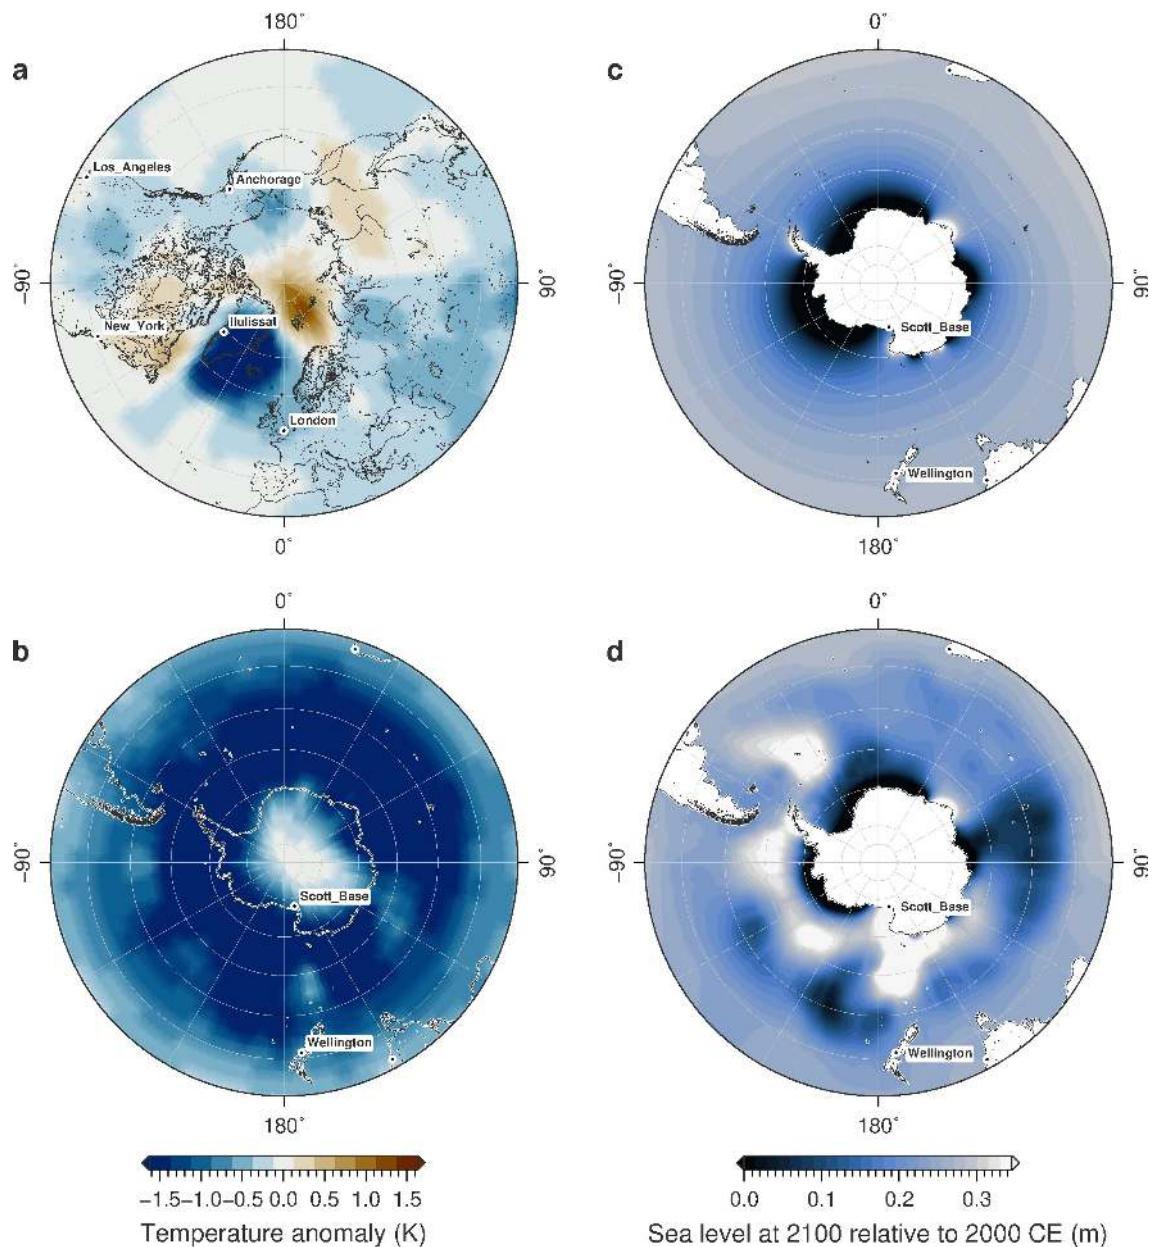 180°
a
Los_Angeles
Anchorage
−90°
90°
New_York
Ilulissat
London
0°
0°
c
Scott_Base
Wellington
180°
0°
b
−90°
90°
Scott_Base
Wellington
180°
−1.5 −1.0 −0.5 0.0 0.5 1.0 1.5
Temperature anomaly (K)
0°
d
−90°
90°
Scott_Base
Wellington
180°
0.0 0.1 0.2 0.3
Sea level at 2100 relative to 2000 CE (m)
−90°
90°